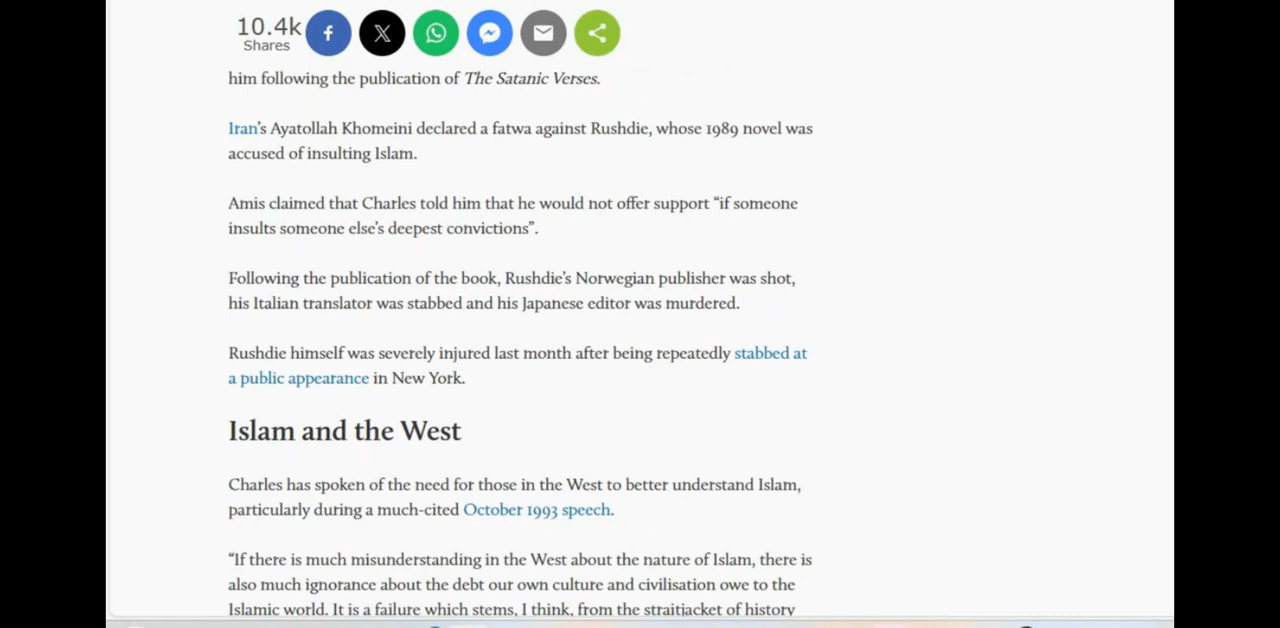 10.4k
Shares
him following the publication of The Satanic Verses.
Iran's Ayatollah Khomeini declared a fatwa against Rushdie, whose 1989 novel was
accused of insulting Islam.
Amis claimed that Charles told him that he would not offer support “if someone
insults someone else's deepest convictions”.
Following the publication of the book, Rushdie's Norwegian publisher was shot,
his Italian translator was stabbed and his Japanese editor was murdered.
Rushdie himself was severely injured last month after being repeatedly stabbed at
a public appearance in New York.
Islam and the West
Charles has spoken of the need for those in the West to better understand Islam,
particularly during a much-cited October 1993 speech.
“If there is much misunderstanding in the West about the nature of Islam, there is
also much ignorance about the debt our own culture and civilisation owe to the
Islamic world. It is a failure which stems, I think, from the straitjacket of history